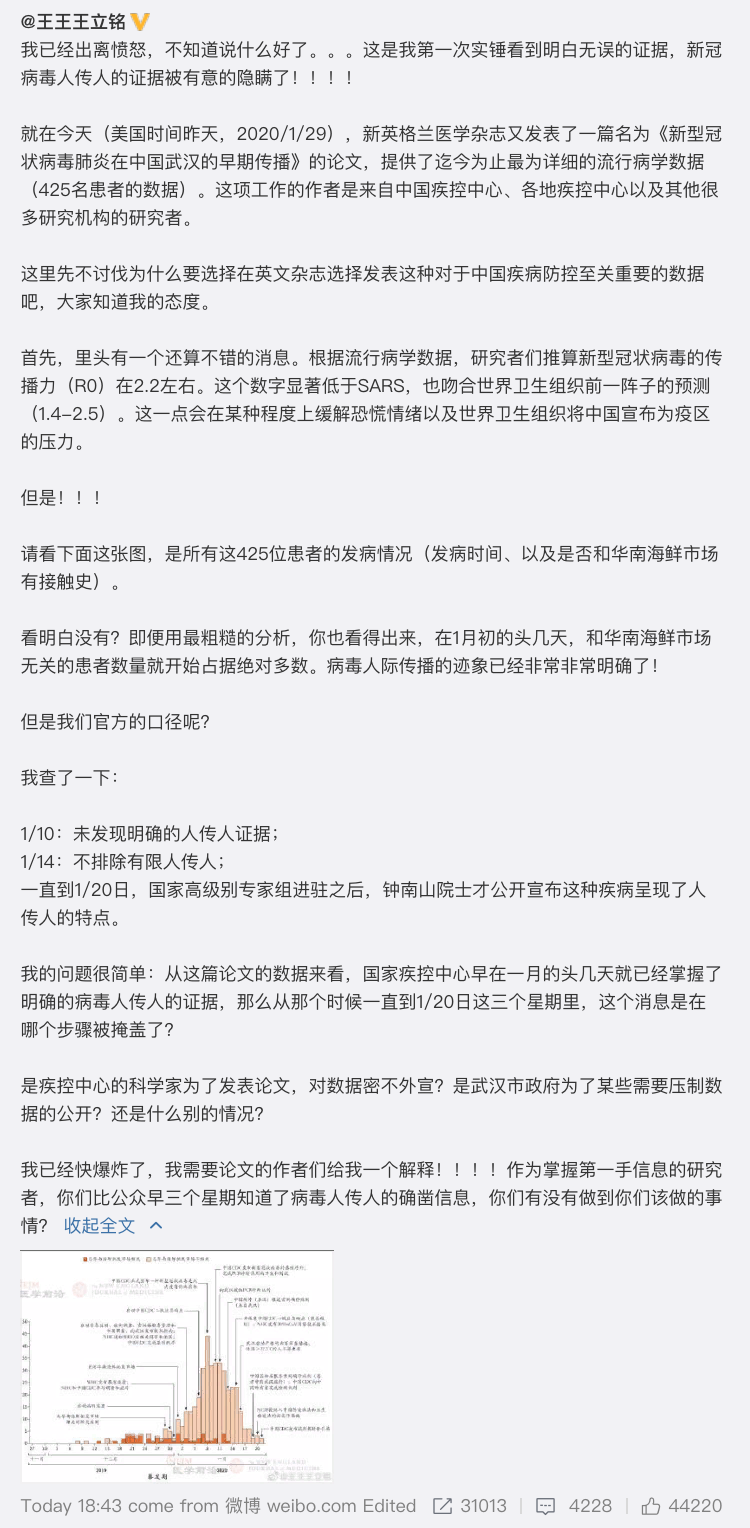 @王王王立铭
我已经出离愤怒，不知道说什么好了。。。这是我第一次实锤看到明白无误的证据，新冠
病毒人传人的证据被有意的隐瞒了！！！！
就在今天（美国时间昨天，2020/1/29），新英格兰医学杂志又发表了一篇名为《新型冠
状病毒肺炎在中国武汉的早期传播》的论文，提供了迄今为止最为详细的流行病学数据
（425名患者的数据）。这项工作的作者是来自中国疾控中心、各地疾控中心以及其他很
多研究机构的研究者。
这里先不讨伐为什么要选择在英文杂志选择发表这种对于中国疾病防控至关重要的数据
吧，大家知道我的态度。
首先，里头有一个还算不错的消息。根据流行病学数据，研究者们推算新型冠状病毒的传
播力（R0）在2.2左右。这个数字显著低于SARS，也吻合世界卫生组织前一阵子的预测
（1.4-2.5）。这一点会在某种程度上缓解恐慌情绪以及世界卫生组织将中国宣布为疫区
的压力。
但是！！！
请看下面这张图，是所有这425位患者的发病情况（发病时间、以及是否和华南海鲜市场
有接触史）。
看明白没有？即便用最粗糙的分析，你也看得出来，在1月初的头几天，和华南海鲜市场
无关的患者数量就开始占据绝对多数。病毒人际传播的迹象已经非常非常明确了！
但是我们官方的口径呢？
我查了一下：
1/10：未发现明确的人传人证据；
1/14：不排除有限人传人；
一直到1/20日，国家高级别专家组进驻之后，钟南山院士才公开宣布这种疾病呈现了人
传人的特点。
我的问题很简单：从这篇论文的数据来看，国家疾控中心早在一月的头几天就已经掌握了
明确的病毒人传人的证据，那么从那个时候一直到1/20日这三个星期里，这个消息是在
哪个步骤被掩盖了？
是疾控中心的科学家为了发表论文，对数据密不外宣？是武汉市政府为了某些需要压制数
据的公开？还是什么别的情况？
我已经快爆炸了，我需要论文的作者们给我一个解释！！！！作为掌握第一手信息的研究
者，你们比公众早三个星期知道了病毒人传人的确凿信息，你们有没有做到你们该做的事
情？ 收起全文
2019
2020
@王王王立铭
Today 18:43 come from 微博 weibo.com Edited 31013 4228 44220